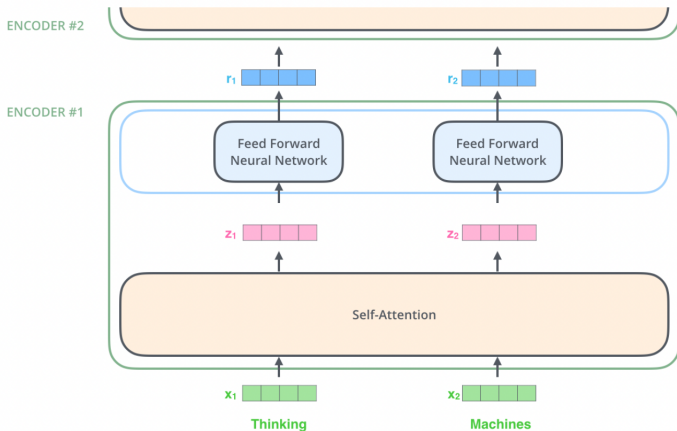 ENCODER #2
r₁
r₂
ENCODER #1
Feed Forward
Neural Network
Feed Forward
Neural Network
z₁
z₂
Self-Attention
x₁
x₂
Thinking
Machines